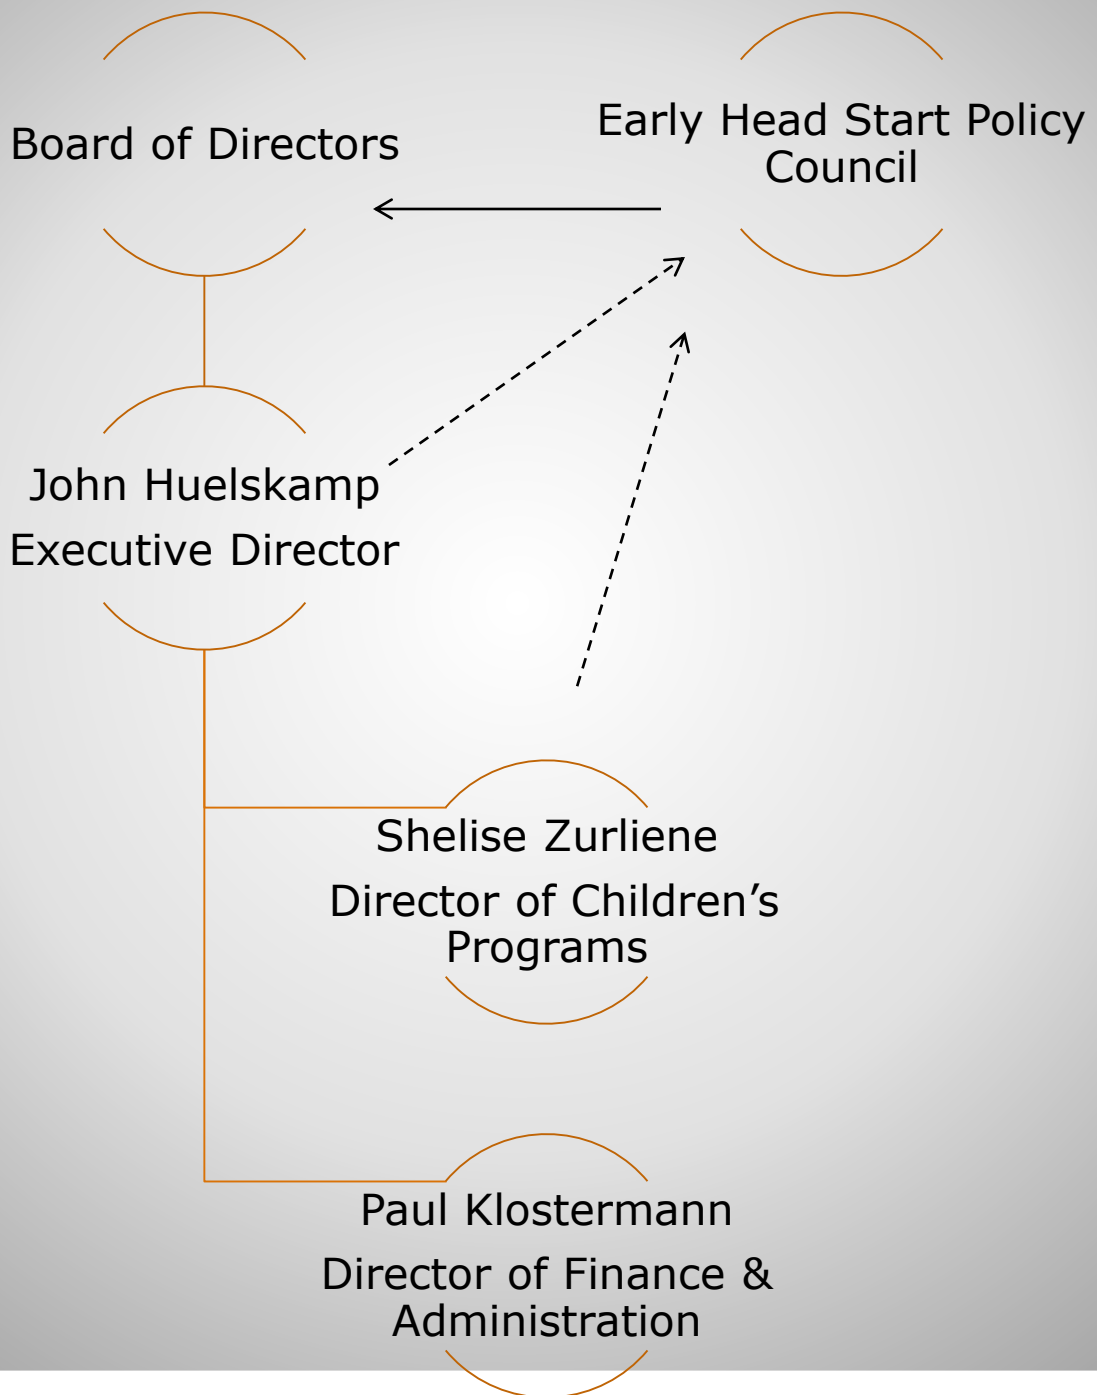 Board of Directors
Early Head Start Policy
Council
John Huelskamp
Executive Director
Shelise Zurliene
Director of Children’s
Programs
Paul Klostermann
Director of Finance &
Administration